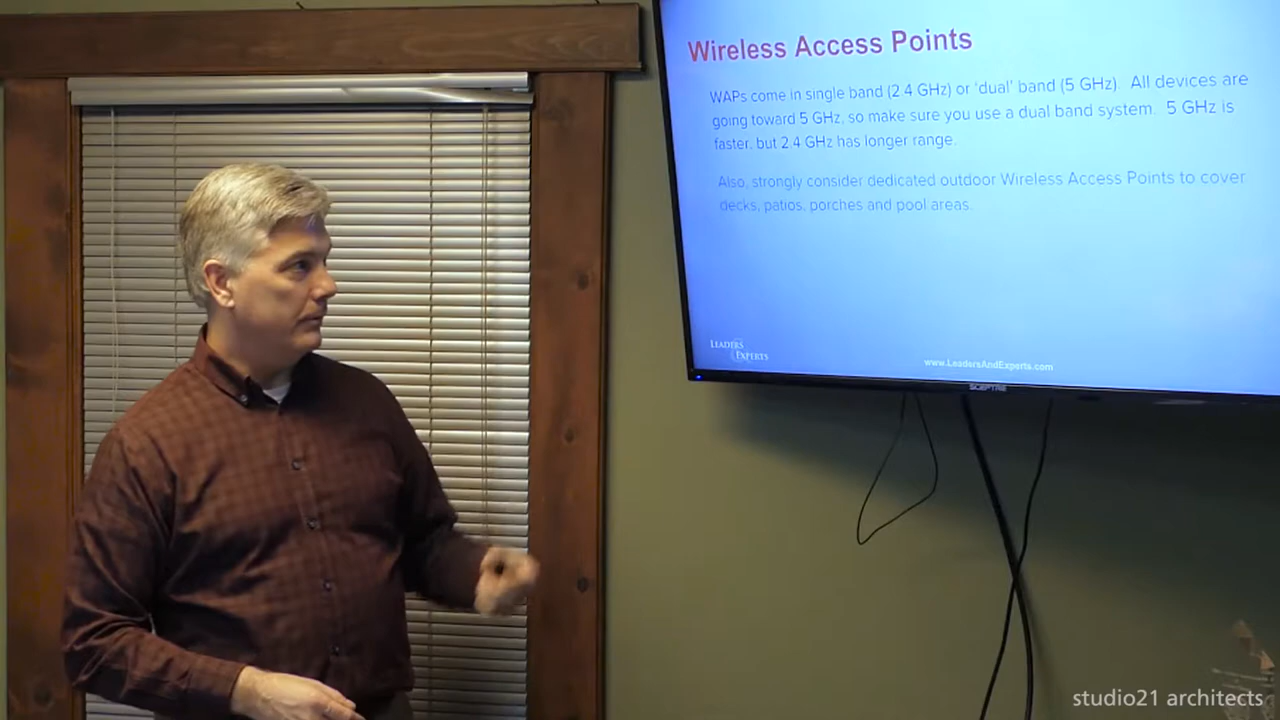 Wireless Access Points
WAPs come in single band (2.4 GHz) or 'dual' band (5 GHz). All devices are
going toward 5 GHz, so make sure you use a dual band system. 5 GHz is
faster, but 2.4 GHz has longer range.
Also, strongly consider dedicated outdoor Wireless Access Points to cover
decks, patios, porches and pool areas.
LEADERS
EXPERTS
www.LeadersAndExperts.com
SCEPTRE
studio21 architects